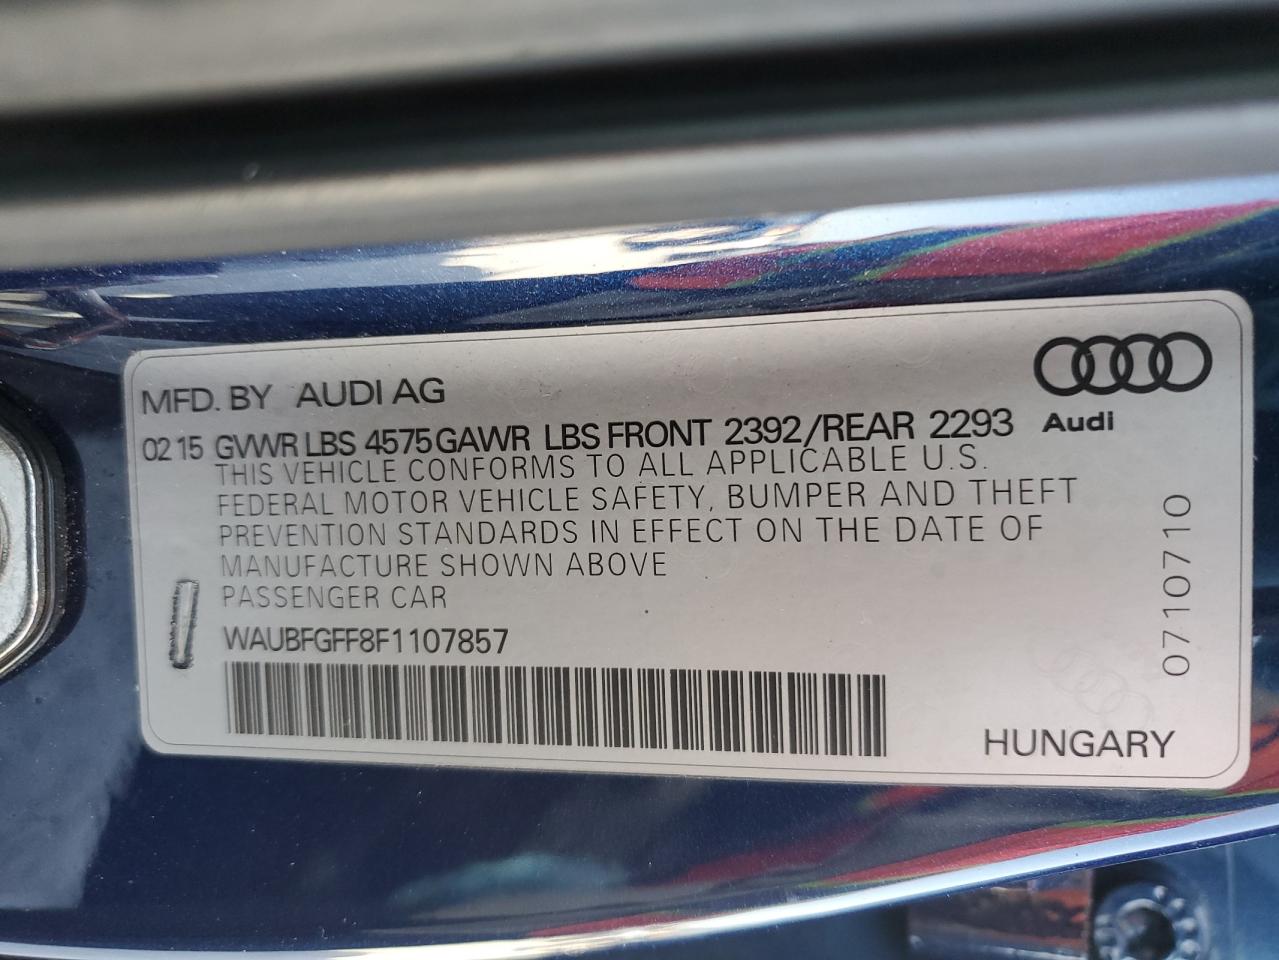 MFD. BY AUDI AG
02 15 GVWR LBS 4575 GAWR LBS FRONT 2392/REAR 2293
Audi
THIS VEHICLE CONFORMS TO ALL APPLICABLE U.S.
FEDERAL MOTOR VEHICLE SAFETY, BUMPER AND THEFT
PREVENTION STANDARDS IN EFFECT ON THE DATE OF
MANUFACTURE SHOWN ABOVE
PASSENGER CAR
WAUBFGFF8F1107857
0710710
HUNGARY